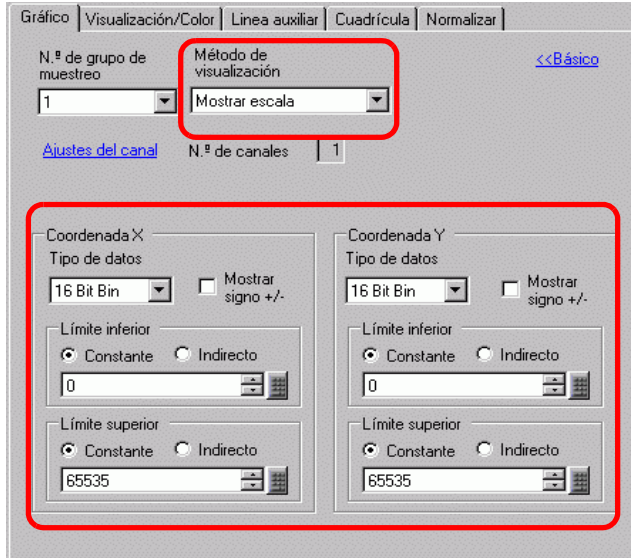 Gráfico Visualización/Color Linea auxiliar Cuadrícula Normalizar
N.º de grupo de muestreo
Método de visualización
<<Básico
1
Mostrar escala
Ajustes del canal N.º de canales 1
Coordenada X
Tipo de datos
16 Bit Bin
Mostrar signo +/-
Límite inferior
Constante Indirecto
0
Límite superior
Constante Indirecto
65535
Coordenada Y
Tipo de datos
16 Bit Bin
Mostrar signo +/-
Límite inferior
Constante Indirecto
0
Límite superior
Constante Indirecto
65535